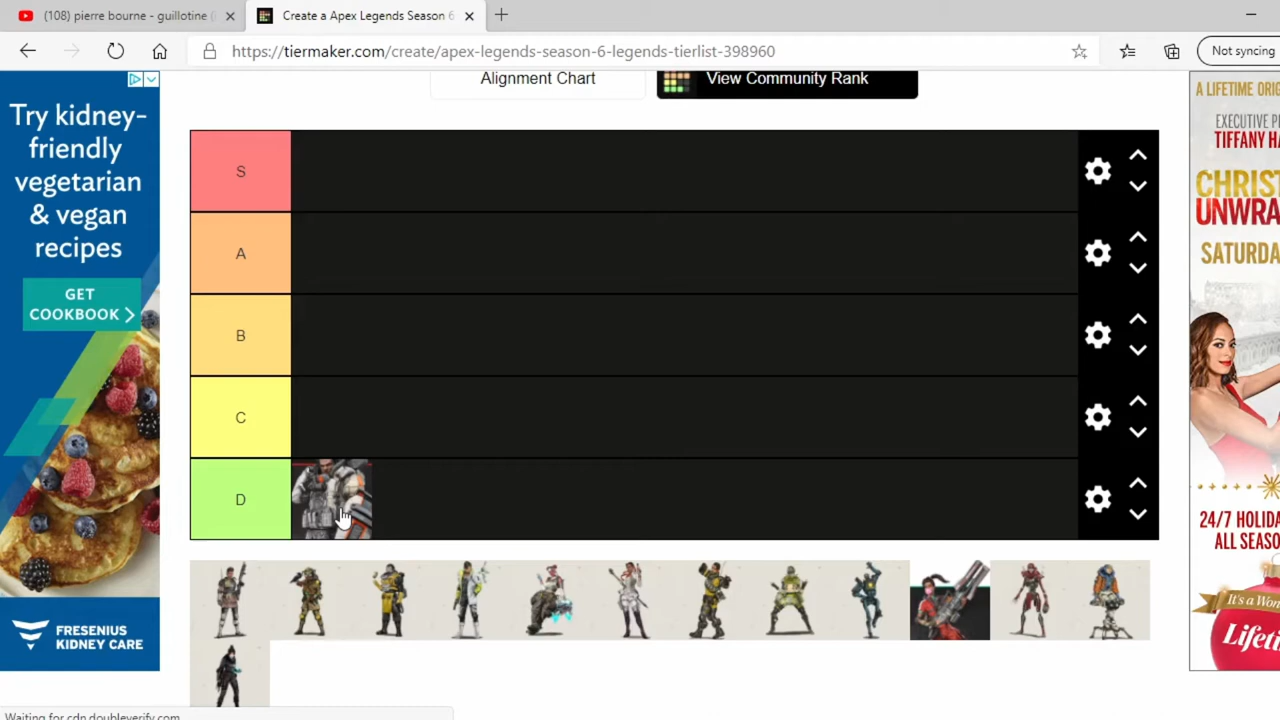 (108) pierre bourne - guillotine (
Create a Apex Legends Season 6
https://tiermaker.com/create/apex-legends-season-6-legends-tierlist-398960
Not syncing
Alignment Chart
View Community Rank
Try kidney-
friendly
vegetarian
& vegan
recipes
GET
COOKBOOK >
FRESENIUS
KIDNEY CARE
S
A
B
C
D
A LIFETIME ORIG
EXECUTIVE P
TIFFANY HA
CHRIST
UNWRA
SATURDA
24/7 HOLIDA
ALL SEASO
It's a Won
Lifeti
Waiting for cdn.doubleverify.com